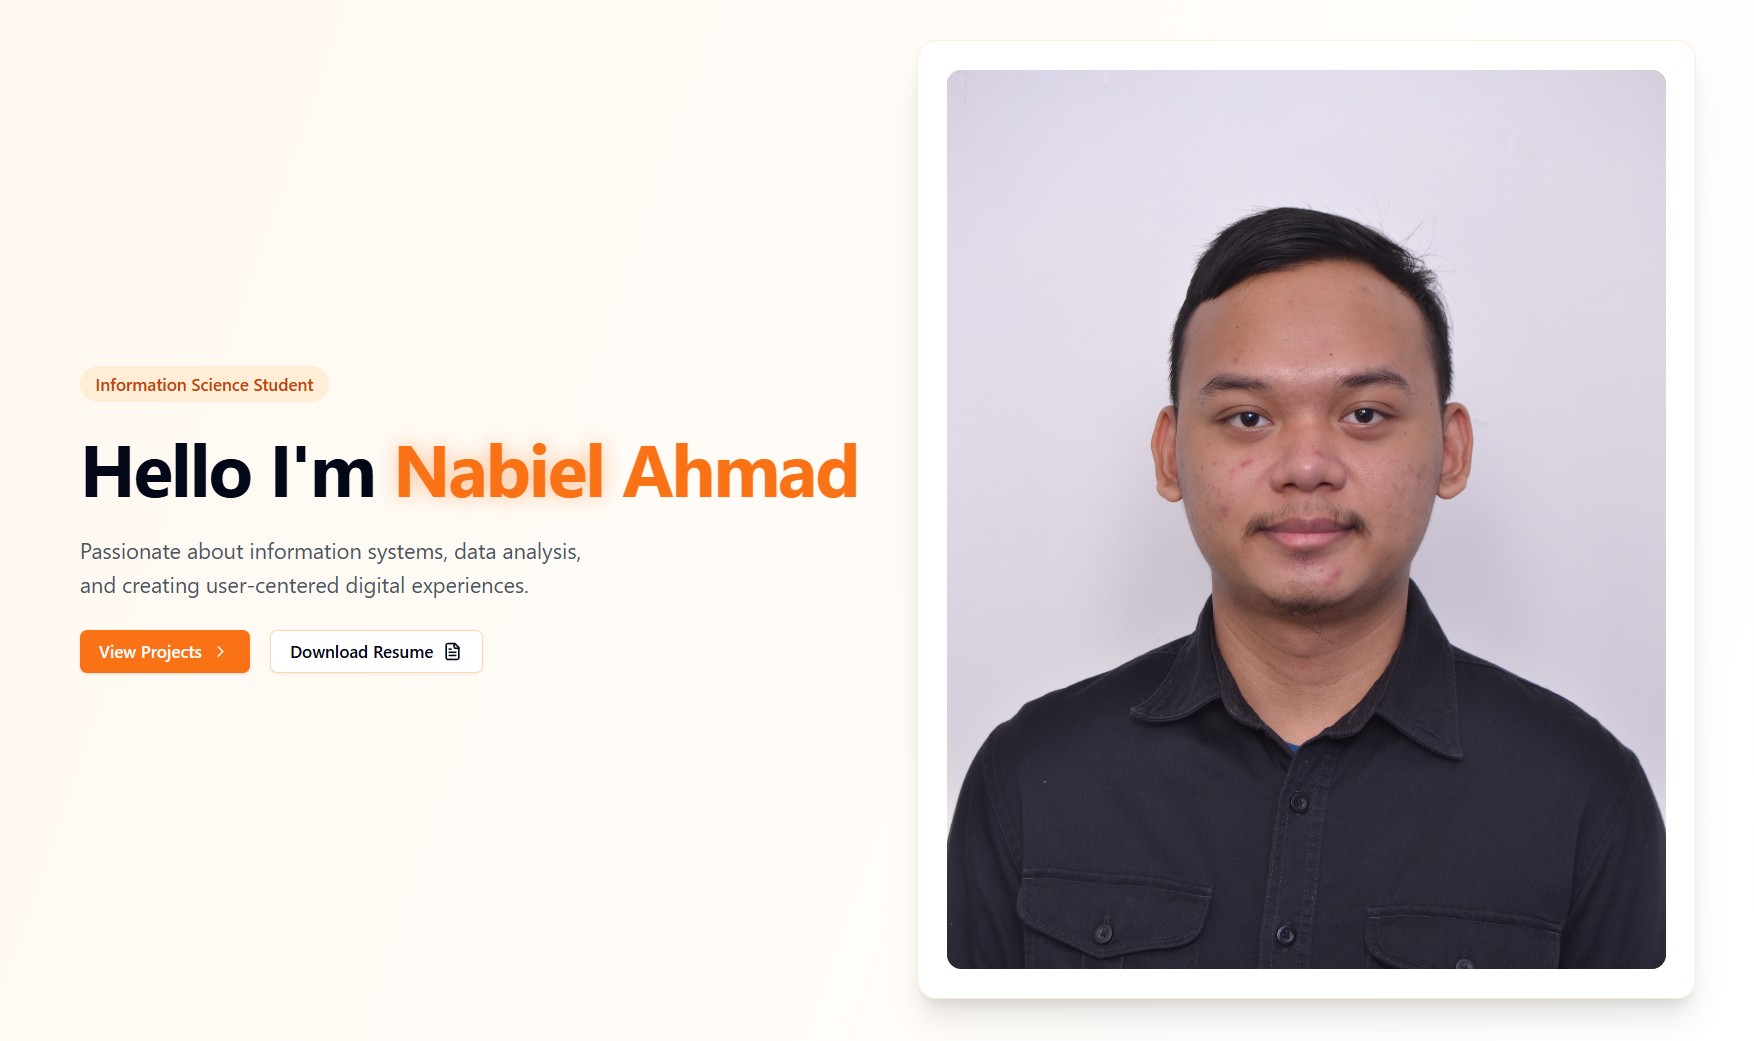 Information Science Student
Hello I'm Nabiel Ahmad
Passionate about information systems, data analysis,
and creating user-centered digital experiences.
View Projects
Download Resume